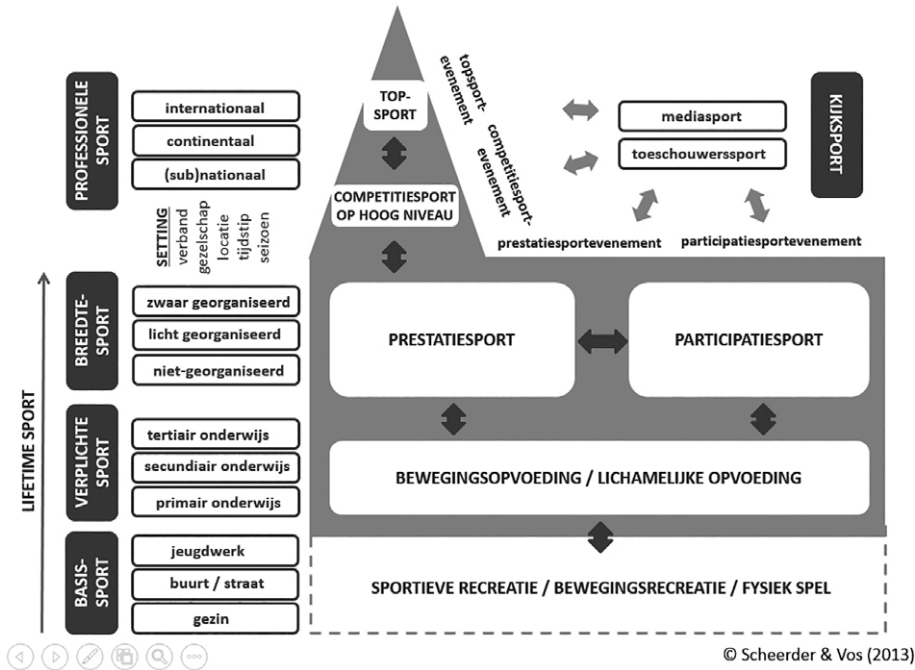 PROFESSIONELE
SPORT
internationaal
continentaal
(sub)nationaal
TOP-
SPORT
COMPETITIESPORT
OP HOOG NIVEAU
topsport-
evenement
competitiesport-
evenement
mediasport
toeschouwerssport
KIJKSPORT
prestatiesportevenement
participatiesportevenement
SETTING
verband
gezelschap
locatie
tijdstip
seizoen
LIFETIME SPORT
BREEDTE-
SPORT
zwaar georganiseerd
licht georganiseerd
niet-georganiseerd
PRESTATIESPORT
PARTICIPATIESPORT
VERPLICHTE
SPORT
tertiair onderwijs
secundiair onderwijs
primair onderwijs
BEWEGINGSOPVOEDING / LICHAMELIJKE OPVOEDING
BASIS-
SPORT
jeugdwerk
buurt / straat
gezin
SPORTIEVE RECREATIE / BEWEGINGSRECREATIE / FYSIEK SPEL
© Scheerder & Vos (2013)